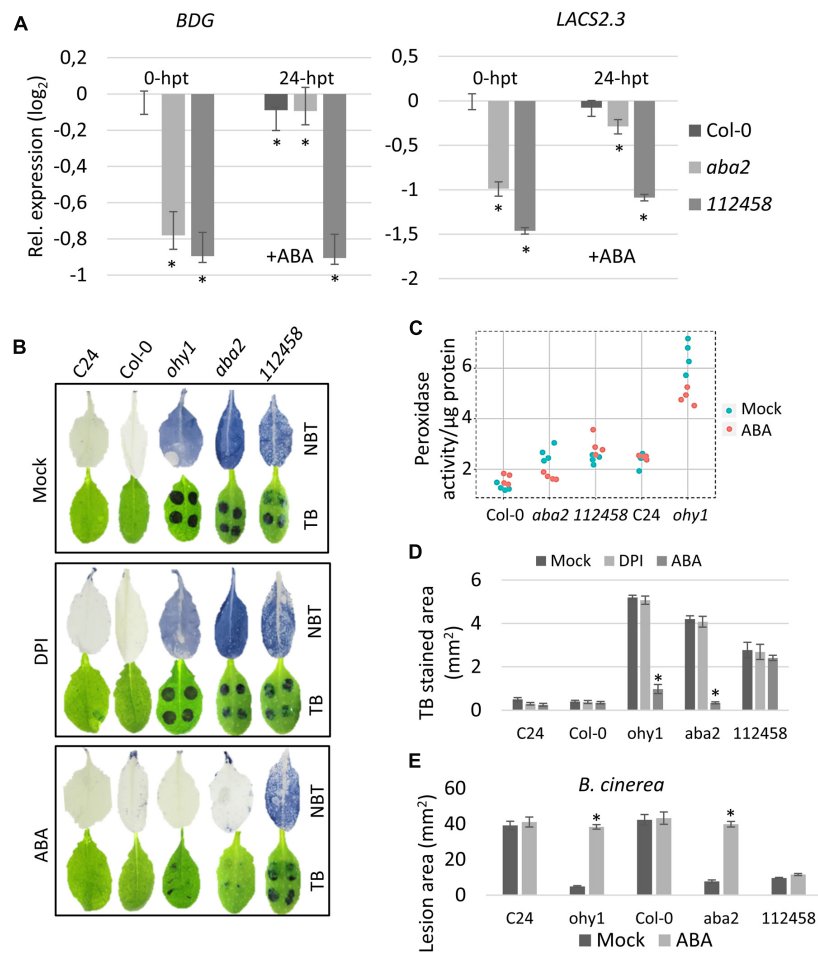 A
BDG
LACS2.3
Rel. expression (log2)
0,2
0
-0,2
-0,4
-0,6
-0,8
-1
0-hpt
24-hpt
* * * * *
+ABA
0,5
0
-0,5
-1
-1,5
-2
0-hpt
24-hpt
* * * *
+ABA
Col-0
aba2
112458
B
C24
Col-0
ohy1
aba2
112458
Mock
NBT
TB
DPI
NBT
TB
ABA
NBT
TB
C
Peroxidase
activity/µg protein
6
4
2
Col-0 aba2 112458 C24 ohy1
Mock
ABA
D
Mock DPI ABA
TB stained area
(mm2)
6
4
2
0
* *
C24 Col-0 ohy1 aba2 112458
E
B. cinerea
Lesion area (mm2)
60
40
20
0
* *
C24 ohy1 Col-0 aba2 112458
Mock ABA